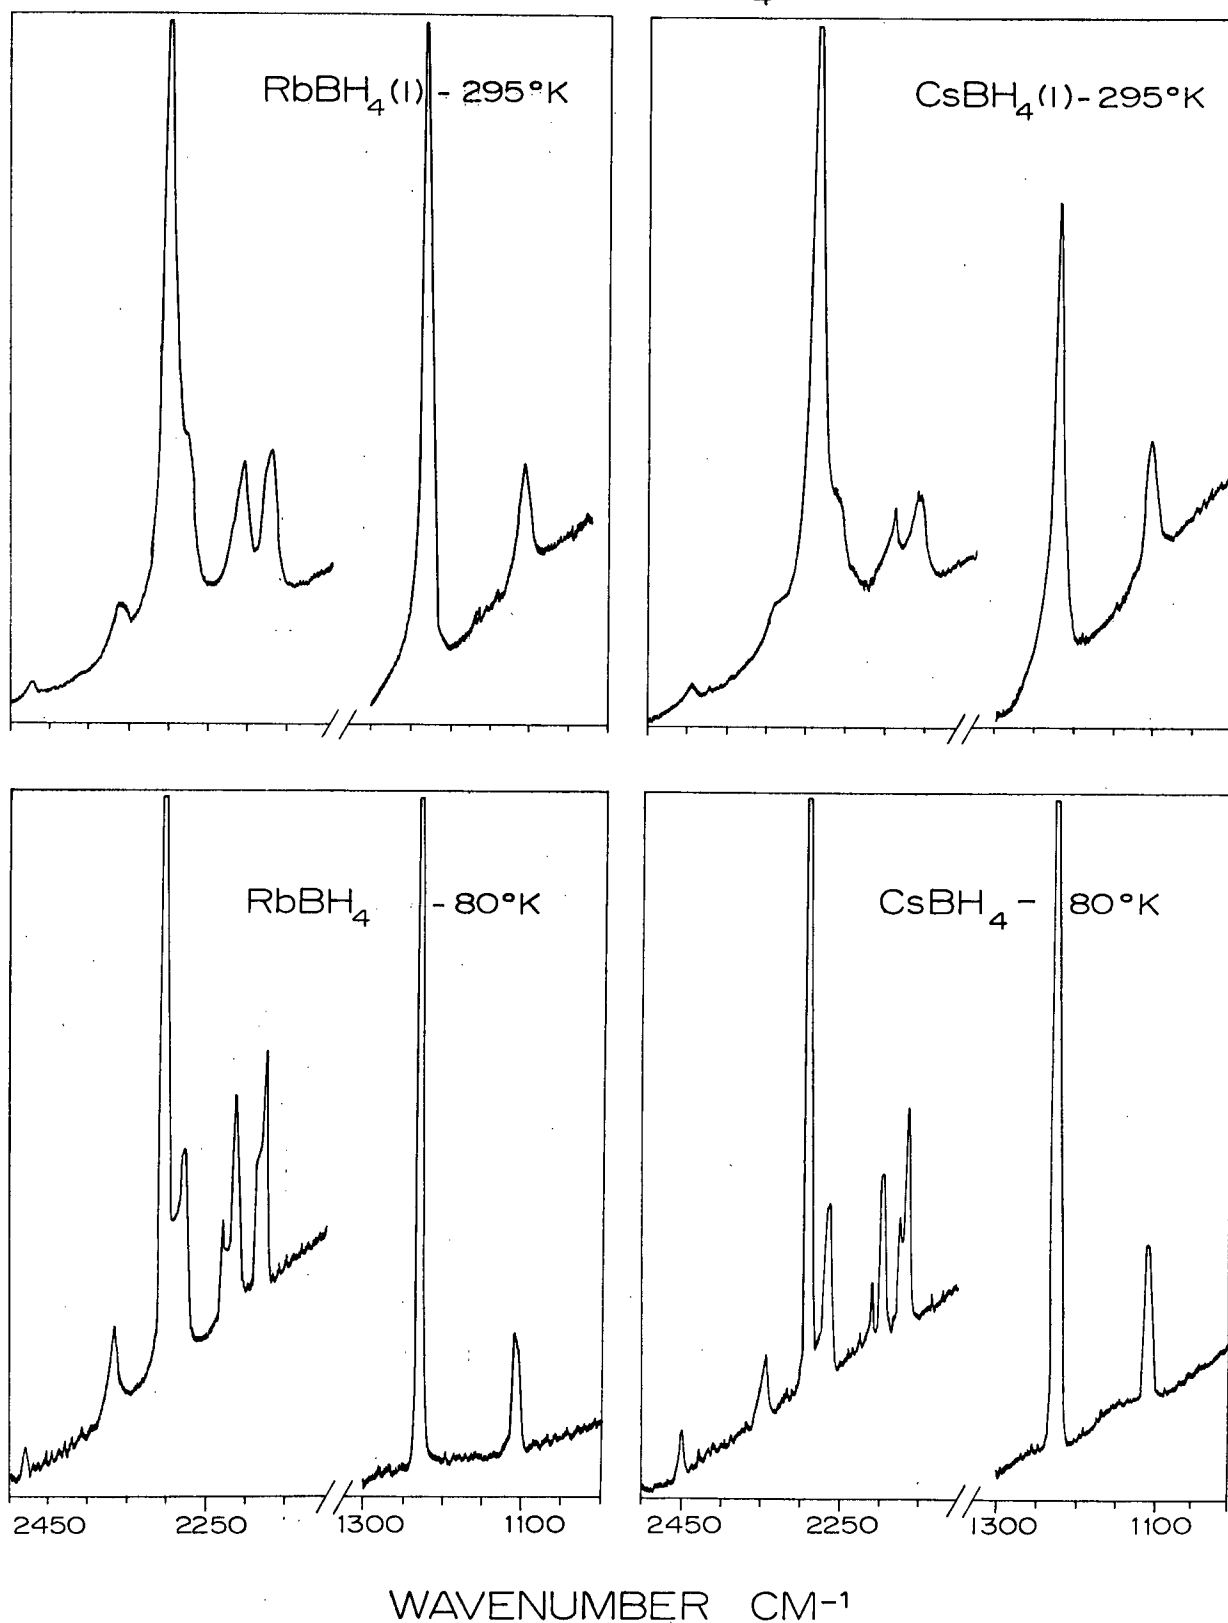 4
RbBH₄(I) - 295°K
CsBH₄(I) - 295°K
RbBH₄ - 80°K
CsBH₄ - 80°K
2450 2250 1300 1100
2450 2250 1300 1100
WAVENUMBER CM⁻¹